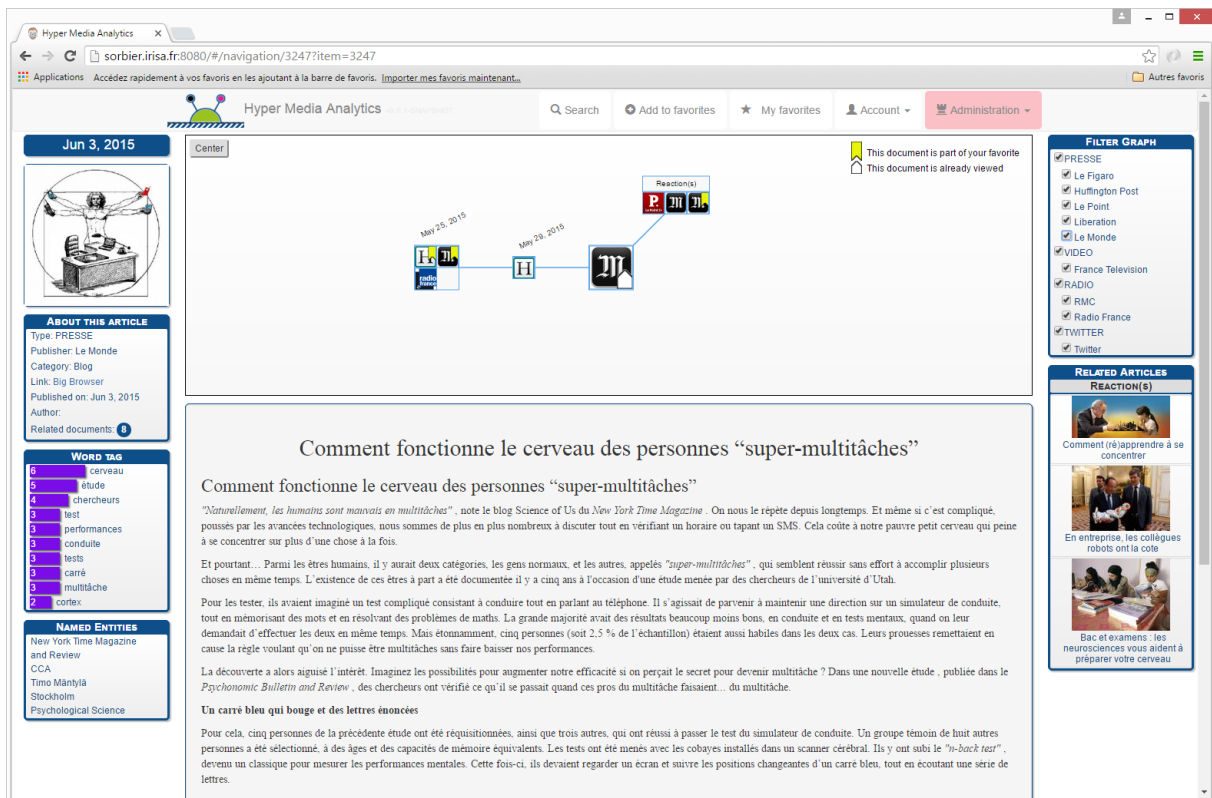 Hyper Media Analytics
sorbier.irisa.fr:8080/#/navigation/3247?item=3247
Applications Accédez rapidement à vos favoris en les ajoutant à la barre de favoris. Importer mes favoris maintenant...
Autres favoris
Hyper Media Analytics
Search
Add to favorites
My favorites
Account
Administration
Jun 3, 2015
ABOUT THIS ARTICLE
Type: PRESSE
Publisher: Le Monde
Category: Blog
Link: Big Browser
Published on: Jun 3, 2015
Author:
Related documents: 8
WORD TAG
6 cerveau
5 étude
4 chercheurs
3 test
3 performances
3 conduite
3 tests
3 carré
3 multitâche
2 cortex
NAMED ENTITIES
New York Time Magazine
and Review
CCA
Timo Mäntylä
Stockholm
Psychological Science
Center
This document is part of your favorite
This document is already viewed
Reaction(s)
P. M M
May 25, 2015
May 29, 2015
H M
radio
france
H
M
Comment fonctionne le cerveau des personnes “super-multitâches”
Comment fonctionne le cerveau des personnes “super-multitâches”
"Naturellement, les humains sont mauvais en multitâches" , note le blog Science of Us du New York Time Magazine . On nous le répète depuis longtemps. Et même si c’est compliqué,
poussés par les avancées technologiques, nous sommes de plus en plus nombreux à discuter tout en vérifiant un horaire ou tapant un SMS. Cela coûte à notre pauvre petit cerveau qui peine
à se concentrer sur plus d’une chose à la fois.
Et pourtant… Parmi les êtres humains, il y aurait deux catégories, les gens normaux, et les autres, appelés "super-multitâches" , qui semblent réussir sans effort à accomplir plusieurs
choses en même temps. L’existence de ces êtres à part a été documentée il y a cinq ans à l'occasion d'une étude menée par des chercheurs de l’université d’Utah.
Pour les tester, ils avaient imaginé un test compliqué consistant à conduire tout en parlant au téléphone. Il s’agissait de parvenir à maintenir une direction sur un simulateur de conduite,
tout en mémorisant des mots et en résolvant des problèmes de maths. La grande majorité avait des résultats beaucoup moins bons, en conduite et en tests mentaux, quand on leur
demandait d’effectuer les deux en même temps. Mais étonnamment, cinq personnes (soit 2,5 % de l’échantillon) étaient aussi habiles dans les deux cas. Leurs prouesses remettaient en
cause la règle voulant qu’on ne puisse être multitâches sans faire baisser nos performances.
La découverte a alors aiguisé l’intérêt. Imaginez les possibilités pour augmenter notre efficacité si on perçait le secret pour devenir multitâche ? Dans une nouvelle étude , publiée dans le
Psychonomic Bulletin and Review , des chercheurs ont vérifié ce qu’il se passait quand ces pros du multitâche faisaient… du multitâche.
Un carré bleu qui bouge et des lettres énoncées
Pour cela, cinq personnes de la précédente étude ont été réquisitionnées, ainsi que trois autres, qui ont réussi à passer le test du simulateur de conduite. Un groupe témoin de huit autres
personnes a été sélectionné, à des âges et des capacités de mémoire équivalents. Les tests ont été menés avec les cobayes installés dans un scanner cérébral. Ils y ont subi le "n-back test" ,
devenu un classique pour mesurer les performances mentales. Cette fois-ci, ils devaient regarder un écran et suivre les positions changeantes d’un carré bleu, tout en écoutant une série de
lettres.
FILTER GRAPH
PRESSE
Le Figaro
Huffington Post
Le Point
Liberation
Le Monde
VIDEO
France Television
RADIO
RMC
Radio France
TWITTER
Twitter
RELATED ARTICLES
REACTION(S)
Comment (ré)apprendre à se
concentrer
En entreprise, les collègues
robots ont la cote
Bac et examens : les
neurosciences vous aident à
préparer votre cerveau